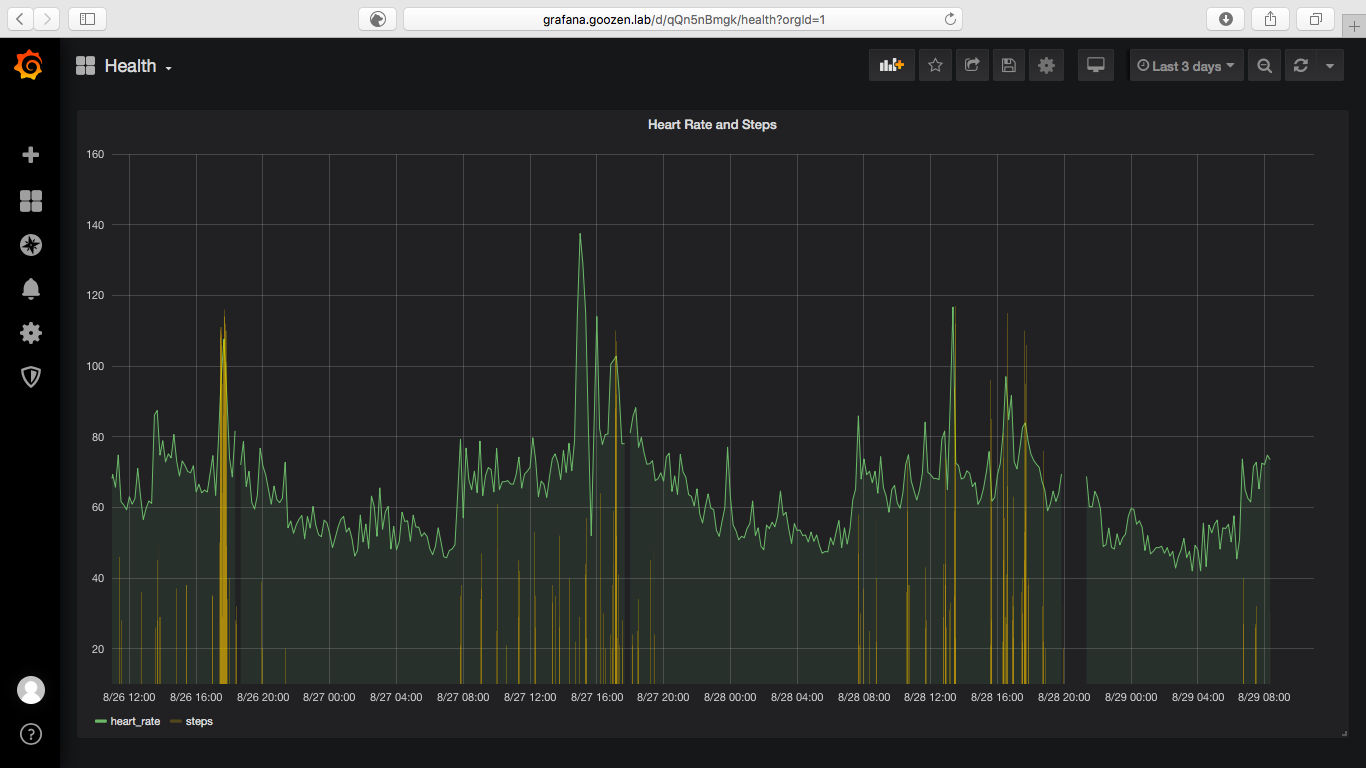 grafana.goozen.lab/d/qQn5nBmgk/health?orgId=1
Health
Last 3 days
Heart Rate and Steps
160
140
120
100
80
60
40
20
8/26 12:00 8/26 16:00 8/26 20:00 8/27 00:00 8/27 04:00 8/27 08:00 8/27 12:00 8/27 16:00 8/27 20:00 8/28 00:00 8/28 04:00 8/28 08:00 8/28 12:00 8/28 16:00 8/28 20:00 8/29 00:00 8/29 04:00 8/29 08:00
heart_rate steps